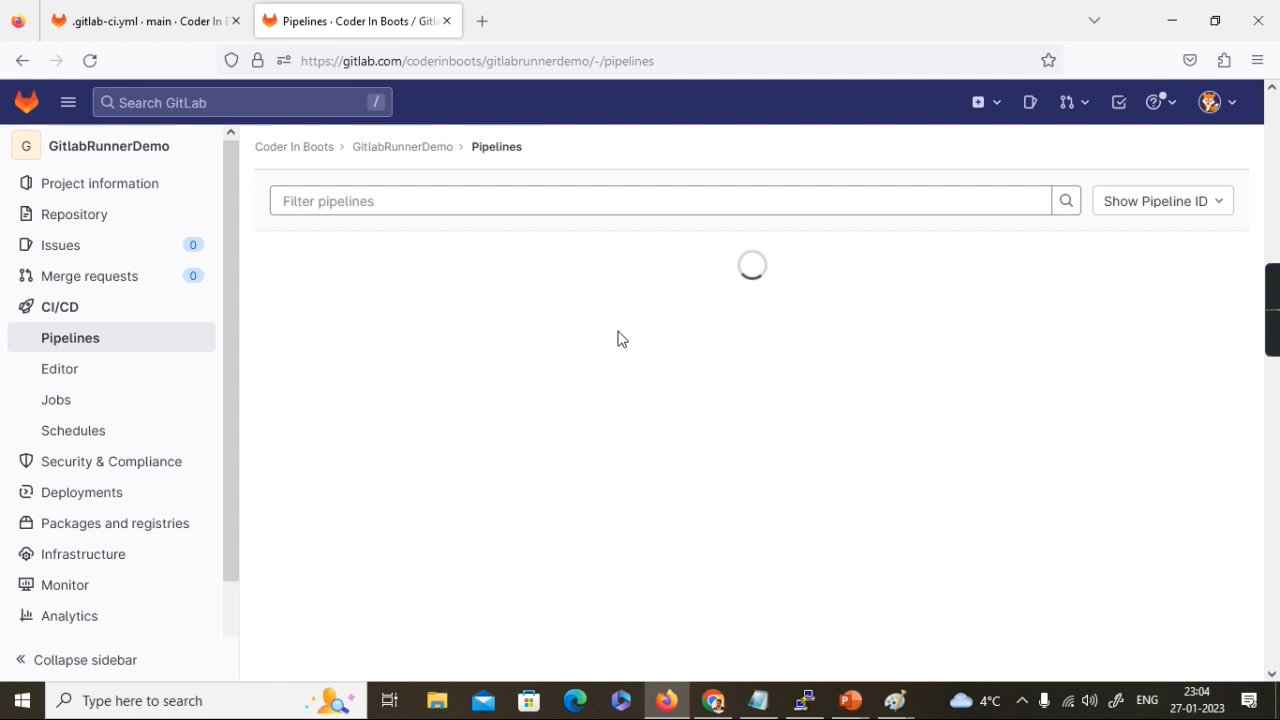 .gitlab-ci.yml · main · Coder In B
Pipelines · Coder In Boots / Gitla
https://gitlab.com/coderinboots/gitlabrunnerdemo/-/pipelines
Search GitLab /
G GitlabRunnerDemo
Coder In Boots › GitlabRunnerDemo › Pipelines
Project information
Filter pipelines
Show Pipeline ID
Repository
Issues 0
Merge requests 0
CI/CD
Pipelines
Editor
Jobs
Schedules
Security & Compliance
Deployments
Packages and registries
Infrastructure
Monitor
Analytics
Collapse sidebar
Type here to search
4°C
ENG
23:04
27-01-2023